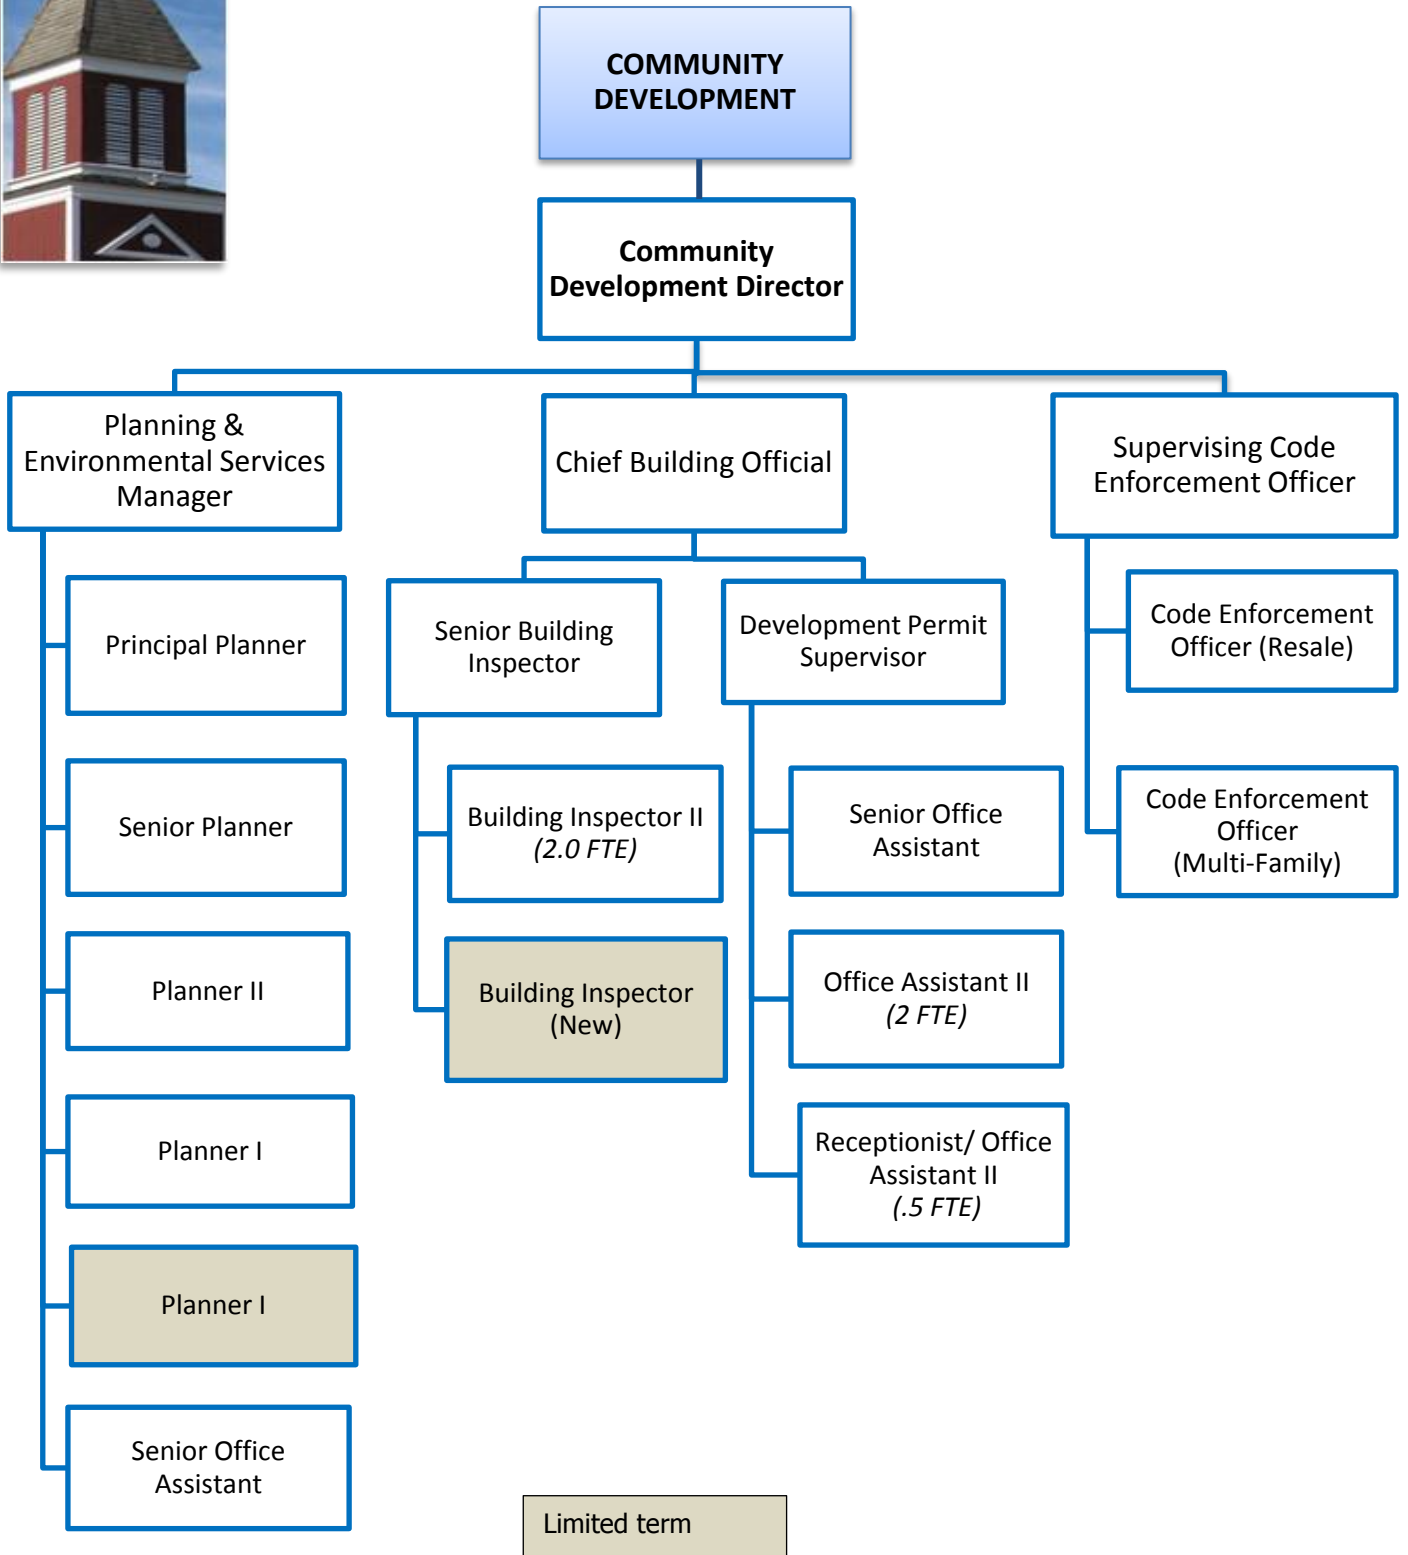 COMMUNITY
DEVELOPMENT
Community
Development Director
Planning &
Environmental Services
Manager
Chief Building Official
Supervising Code
Enforcement Officer
Principal Planner
Senior Planner
Planner II
Planner I
Planner I
Senior Office
Assistant
Senior Building
Inspector
Building Inspector II
(2.0 FTE)
Building Inspector
(New)
Development Permit
Supervisor
Senior Office
Assistant
Office Assistant II
(2 FTE)
Receptionist/ Office
Assistant II
(.5 FTE)
Code Enforcement
Officer (Resale)
Code Enforcement
Officer
(Multi-Family)
Limited term